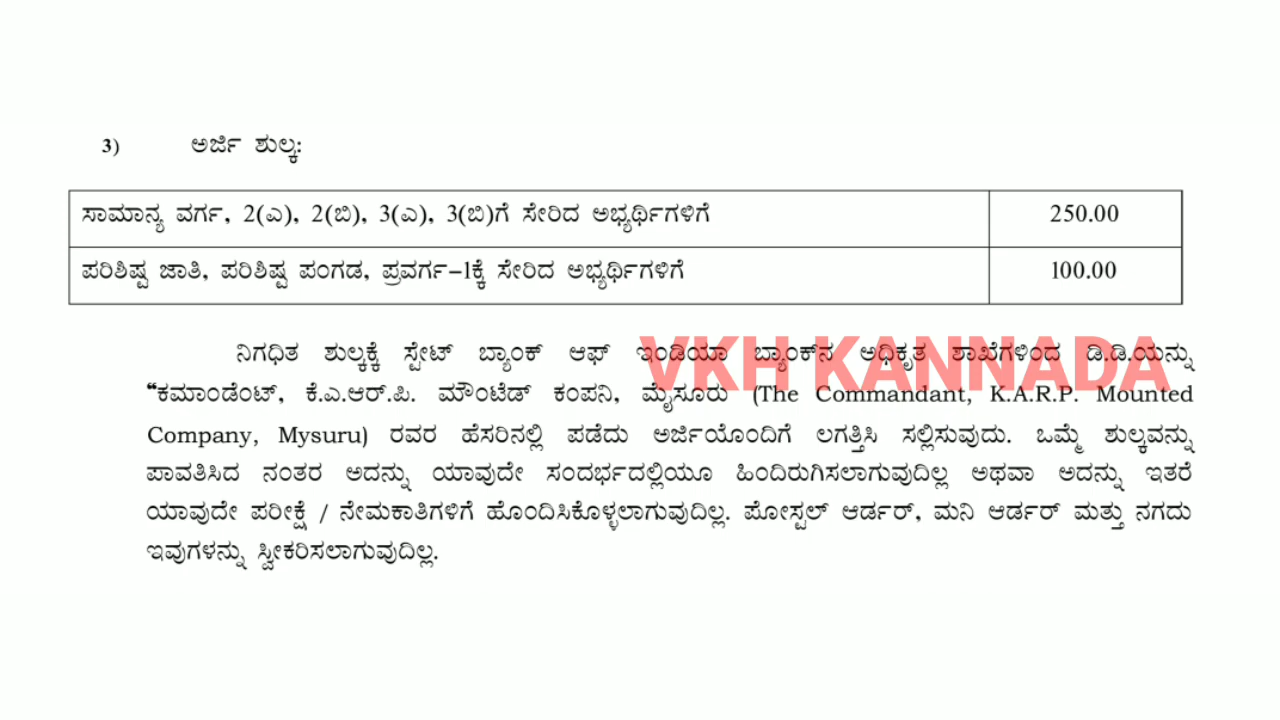 3) ಅರ್ಜಿ ಶುಲ್ಕ:
ಸಾಮಾನ್ಯ ವರ್ಗ, 2(ಎ), 2(ಬಿ), 3(ಎ), 3(ಬಿ)ಗೆ ಸೇರಿದ ಅಭ್ಯರ್ಥಿಗಳಿಗೆ 250.00
ಪರಿಶಿಷ್ಟ ಜಾತಿ, ಪರಿಶಿಷ್ಟ ಪಂಗಡ, ಪ್ರವರ್ಗ–1ಕ್ಕೆ ಸೇರಿದ ಅಭ್ಯರ್ಥಿಗಳಿಗೆ 100.00
ನಿಗಧಿತ ಶುಲ್ಕಕ್ಕೆ ಸ್ಟೇಟ್ ಬ್ಯಾಂಕ್ ಆಫ್ ಇಂಡಿಯಾ ಬ್ಯಾಂಕ್‌ನ ಅಧಿಕೃತ ಶಾಖೆಗಳಿಂದ ಡಿ.ಡಿ.ಯನ್ನು
VKH KANNADA
“ಕಮಾಂಡೆಂಟ್, ಕೆ.ಎ.ಆರ್.ಪಿ. ಮೌಂಟೆಡ್ ಕಂಪನಿ, ಮೈಸೂರು (The Commandant, K.A.R.P. Mounted
Company, Mysuru) ರವರ ಹೆಸರಿನಲ್ಲಿ ಪಡೆದು ಅರ್ಜಿಯೊಂದಿಗೆ ಲಗತ್ತಿಸಿ ಸಲ್ಲಿಸುವುದು. ಒಮ್ಮೆ ಶುಲ್ಕವನ್ನು
ಪಾವತಿಸಿದ ನಂತರ ಅದನ್ನು ಯಾವುದೇ ಸಂದರ್ಭದಲ್ಲಿಯೂ ಹಿಂದಿರುಗಿಸಲಾಗುವುದಿಲ್ಲ ಅಥವಾ ಅದನ್ನು ಇತರೆ
ಯಾವುದೇ ಪರೀಕ್ಷೆ / ನೇಮಕಾತಿಗಳಿಗೆ ಹೊಂದಿಸಿಕೊಳ್ಳಲಾಗುವುದಿಲ್ಲ. ಪೋಸ್ಟಲ್ ಆರ್ಡರ್, ಮನಿ ಆರ್ಡರ್ ಮತ್ತು ನಗದು
ಇವುಗಳನ್ನು ಸ್ವೀಕರಿಸಲಾಗುವುದಿಲ್ಲ.